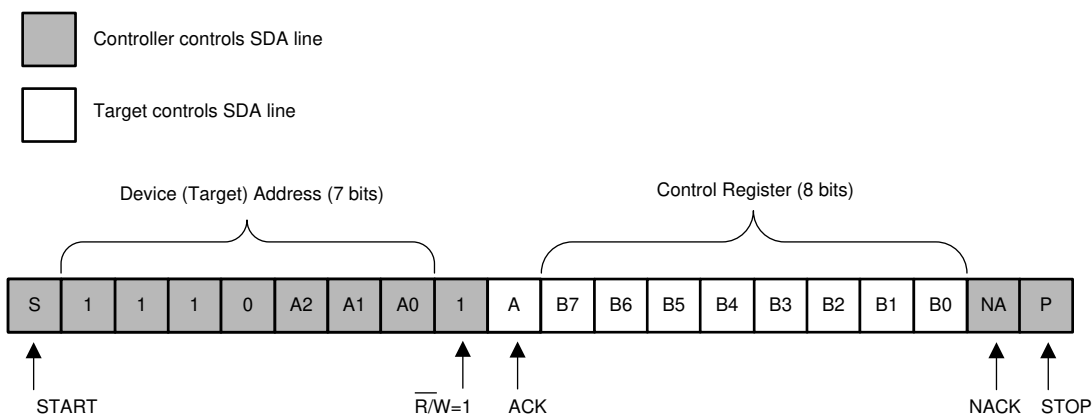 Controller controls SDA line
Target controls SDA line
Device (Target) Address (7 bits)
Control Register (8 bits)
S 1 1 1 0 A2 A1 A0 1 A B7 B6 B5 B4 B3 B2 B1 B0 NA P
START R/W=1 ACK NACK STOP